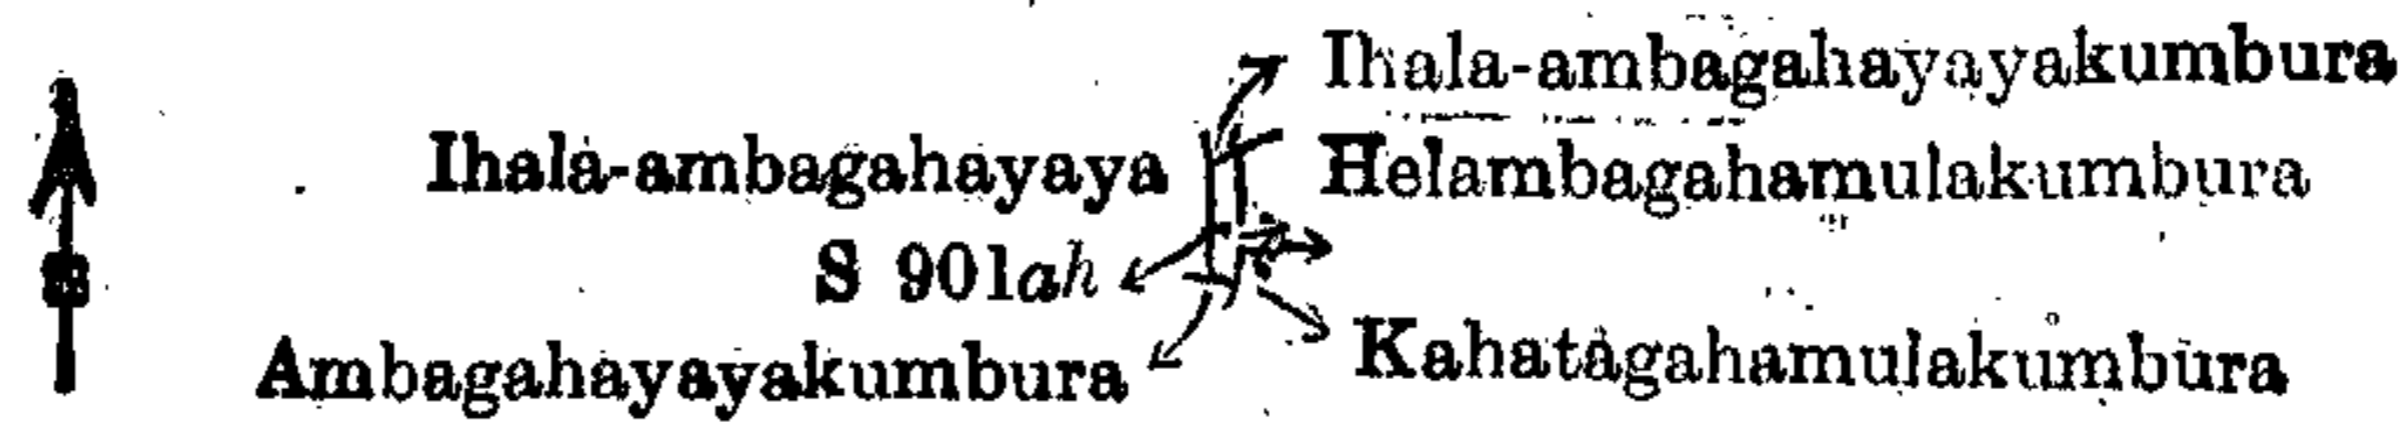 Ihala-ambagahayayakumbura
Ihala-ambagahayaya
Helambagahamulakumbura
S 901ah
Ambagahayayakumbura
Kahatagahamulakumbura